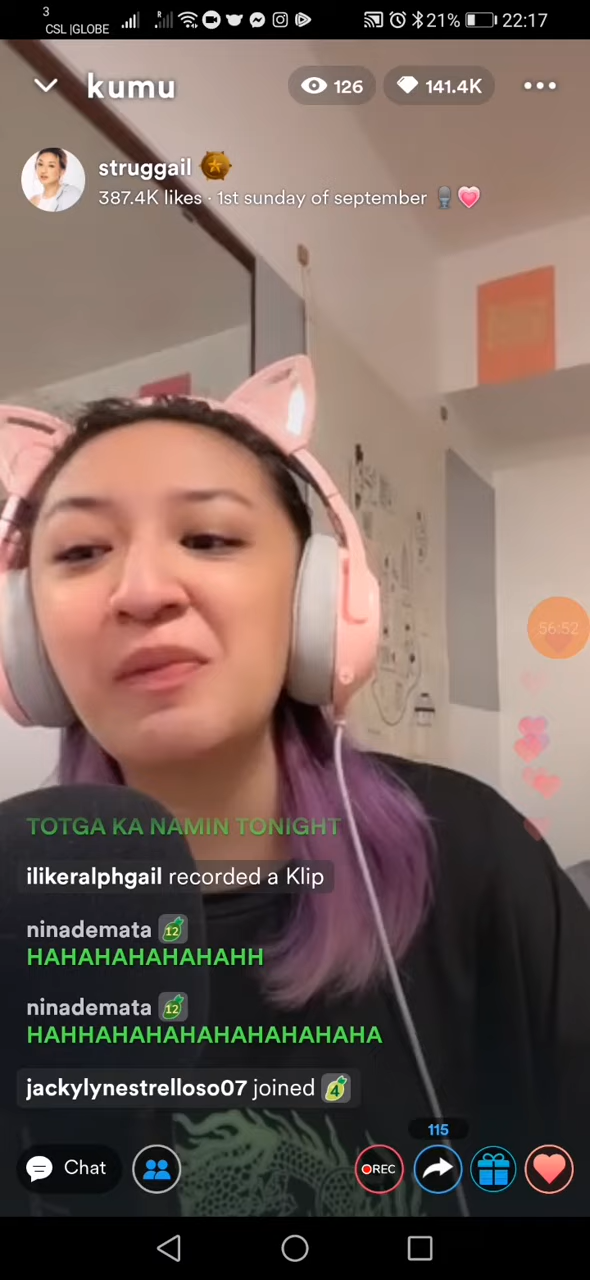 3
CSL |GLOBE
R
21%
22:17
kumu
126
141.4K
struggail
387.4K likes · 1st sunday of september
56:52
TOTGA KA NAMIN TONIGHT
ilikeralphgail recorded a Klip
ninademata 12
HAHAHAHAHAHAHH
ninademata 12
HAHHAHAHAHAHAHAHAHAHA
jackylynestrelloso07 joined 4
115
Chat
REC